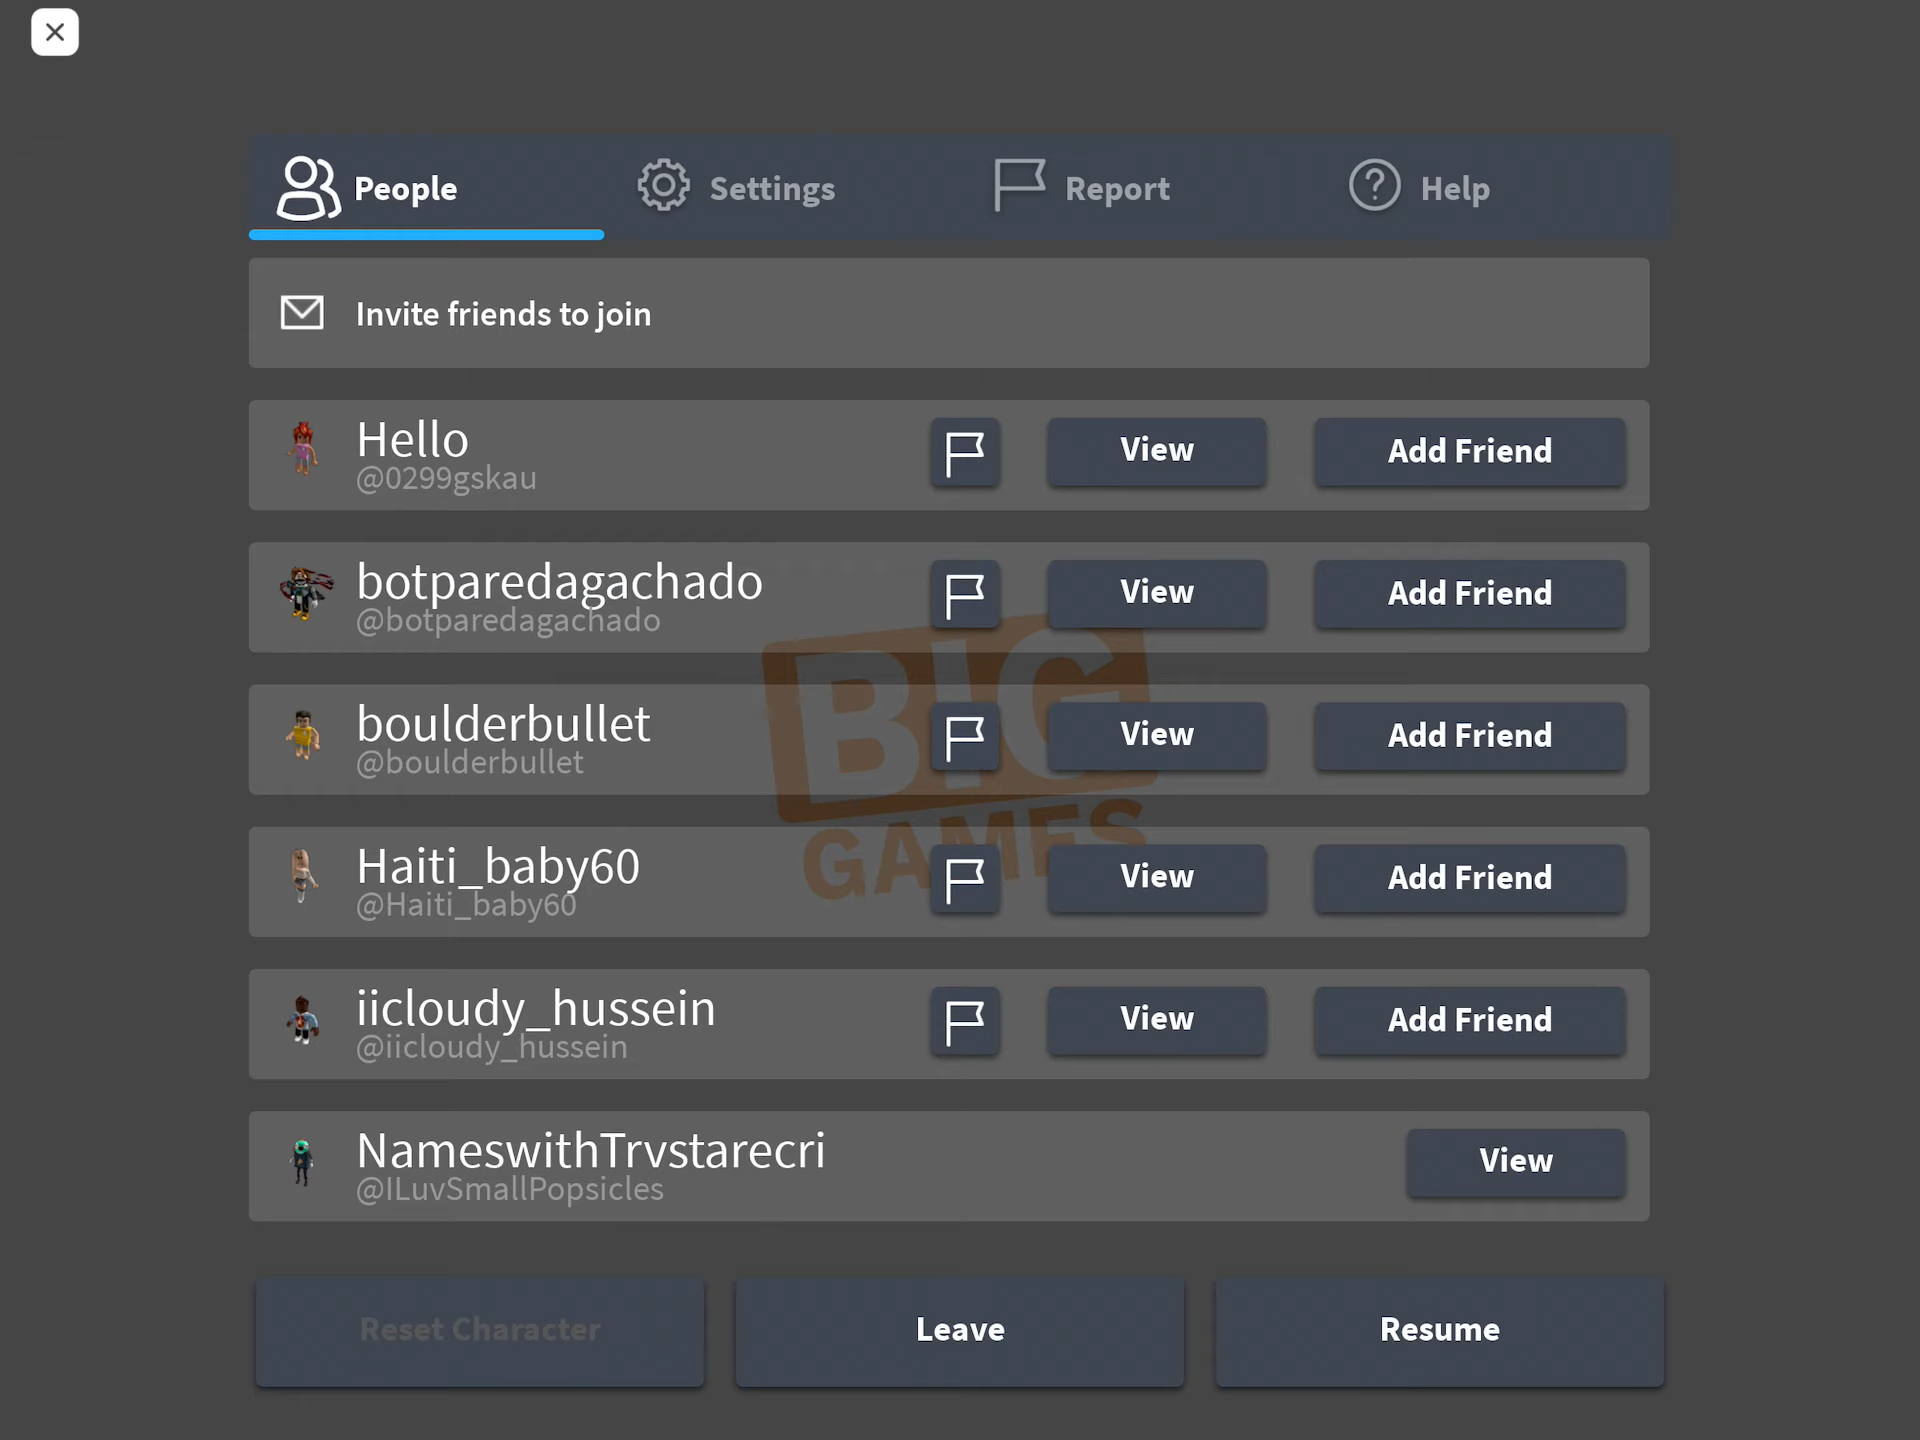 People
Settings
Report
Help
Invite friends to join
Hello
@0299gskau
View
Add Friend
botparedagachado
@botparedagachado
View
Add Friend
boulderbullet
@boulderbullet
View
Add Friend
Haiti_baby60
@Haiti_baby60
View
Add Friend
iicloudy_hussein
@iicloudy_hussein
View
Add Friend
NameswithTrvstarecri
@ILuvSmallPopsicles
View
BIG
GAMES
Reset Character
Leave
Resume